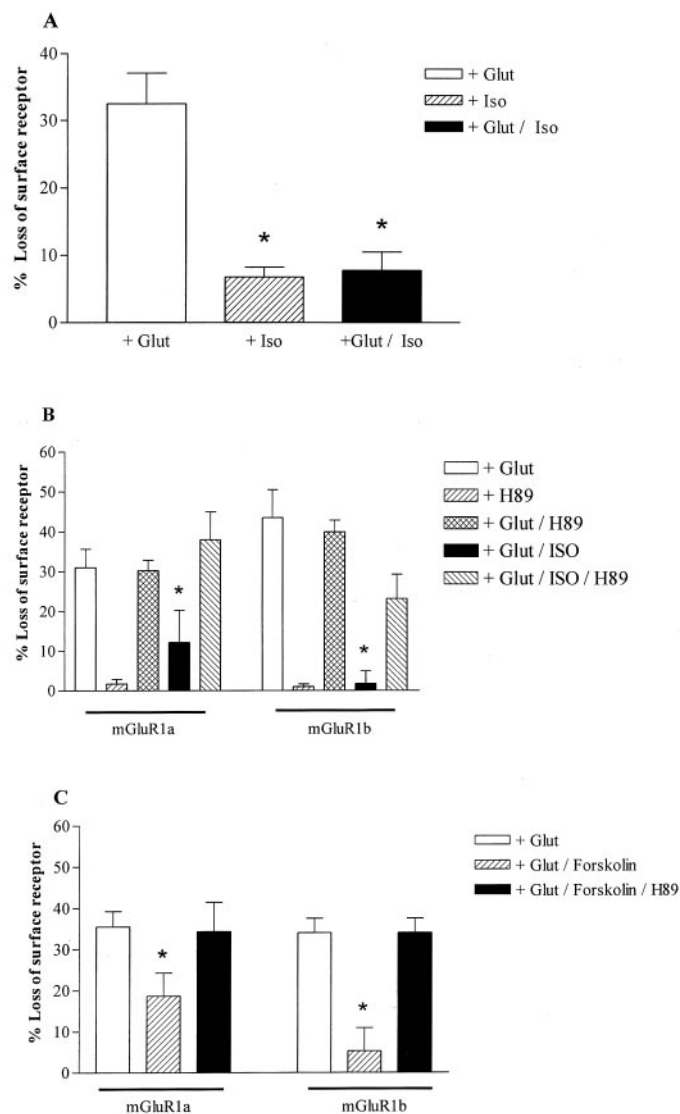 A
% Loss of surface receptor
40
30
20
10
0
+ Glut
+ Iso
+ Glut / Iso
*
*
+ Glut
+ Iso
+Glut / Iso
B
% Loss of surface receptor
60
50
40
30
20
10
0
+ Glut
+ H89
+ Glut / H89
+ Glut / ISO
+ Glut / ISO / H89
*
*
mGluR1a
mGluR1b
C
% Loss of surface receptor
60
50
40
30
20
10
0
+ Glut
+ Glut / Forskolin
+ Glut / Forskolin / H89
*
*
mGluR1a
mGluR1b